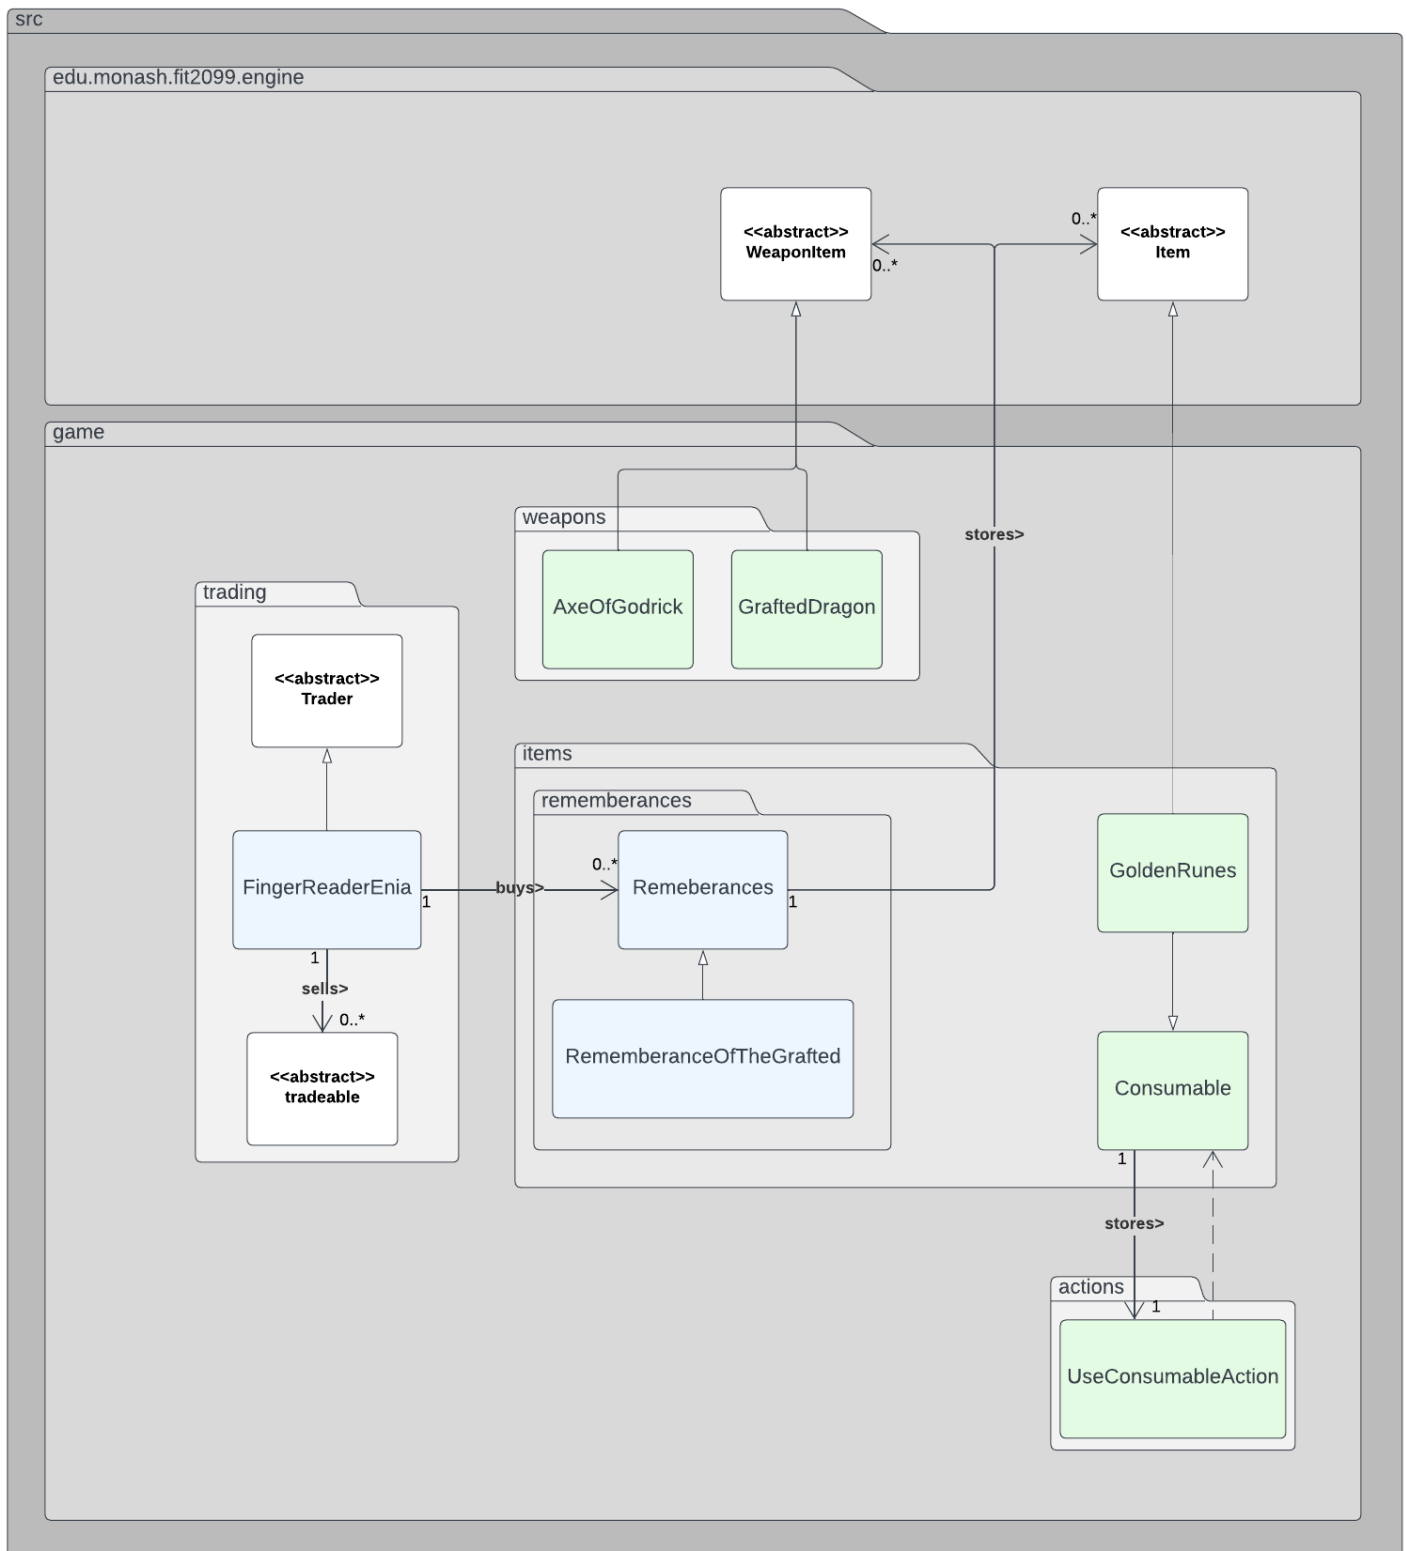 src
edu.monash.fit2099.engine
<<abstract>>
WeaponItem
0..*
0..*
<<abstract>>
Item
game
weapons
AxeOfGodrick
GraftedDragon
stores>
trading
<<abstract>>
Trader
FingerReaderEnia
1
buys>
1
sells>
0..*
<<abstract>>
tradeable
items
rememberances
0..*
Remeberances
1
RememberanceOfTheGrafted
GoldenRunes
Consumable
1
stores>
actions
1
UseConsumableAction